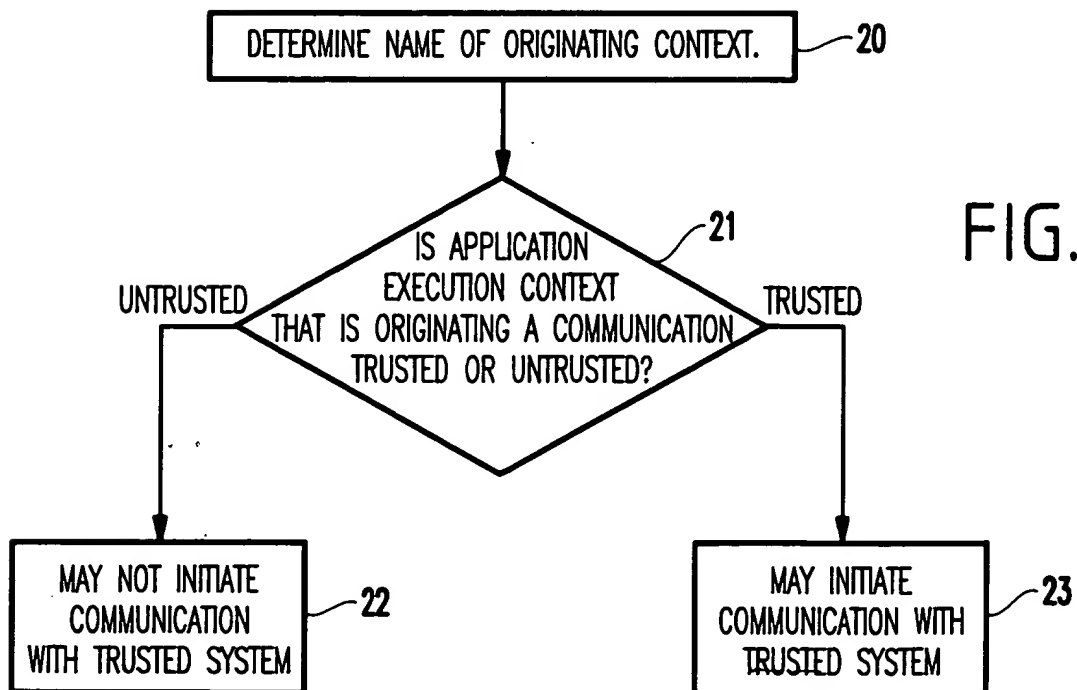 DETERMINE NAME OF ORIGINATING CONTEXT.
20
IS APPLICATION
EXECUTION CONTEXT
THAT IS ORIGINATING A COMMUNICATION
TRUSTED OR UNTRUSTED?
21
FIG.
UNTRUSTED
TRUSTED
MAY NOT INITIATE
COMMUNICATION
WITH TRUSTED SYSTEM
22
MAY INITIATE
COMMUNICATION WITH
TRUSTED SYSTEM
23